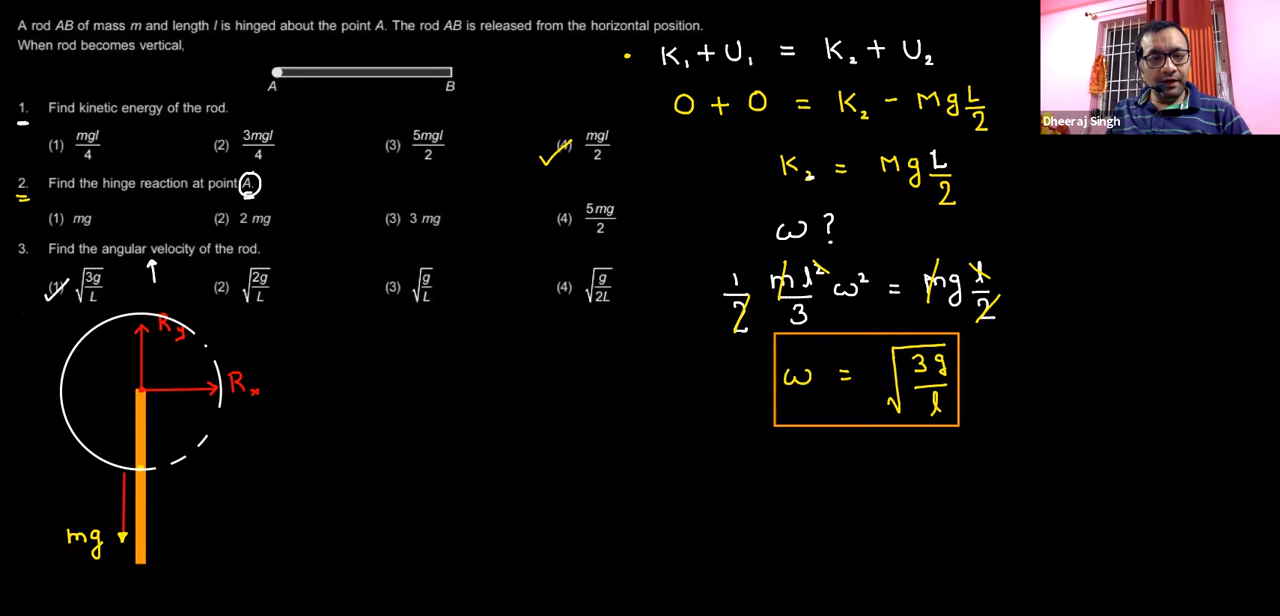 A rod AB of mass m and length l is hinged about the point A. The rod AB is released from the horizontal position.
When rod becomes vertical,
A B
1. Find kinetic energy of the rod.
(1) mgl/4 (2) 3mgl/4 (3) 5mgl/2 (4) mgl/2
2. Find the hinge reaction at point A.
(1) mg (2) 2 mg (3) 3 mg (4) 5mg/2
3. Find the angular velocity of the rod.
(1) √(3g/L) (2) √(2g/L) (3) √(g/L) (4) √(g/2L)
Ry
Rx
mg
K₁ + U₁ = K₂ + U₂
0 + 0 = K₂ - Mg L/2
K₂ = Mg L/2
ω ?
1/2 ml²/3 ω² = mg l/2
ω = √(3g/l)
Dheeraj Singh